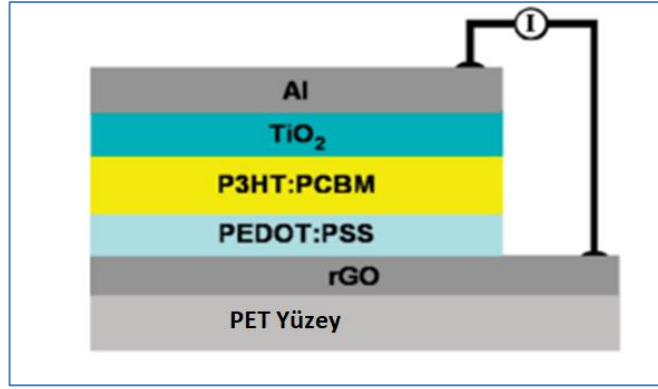 I
Al
TiO₂
P3HT:PCBM
PEDOT:PSS
rGO
PET Yüzey